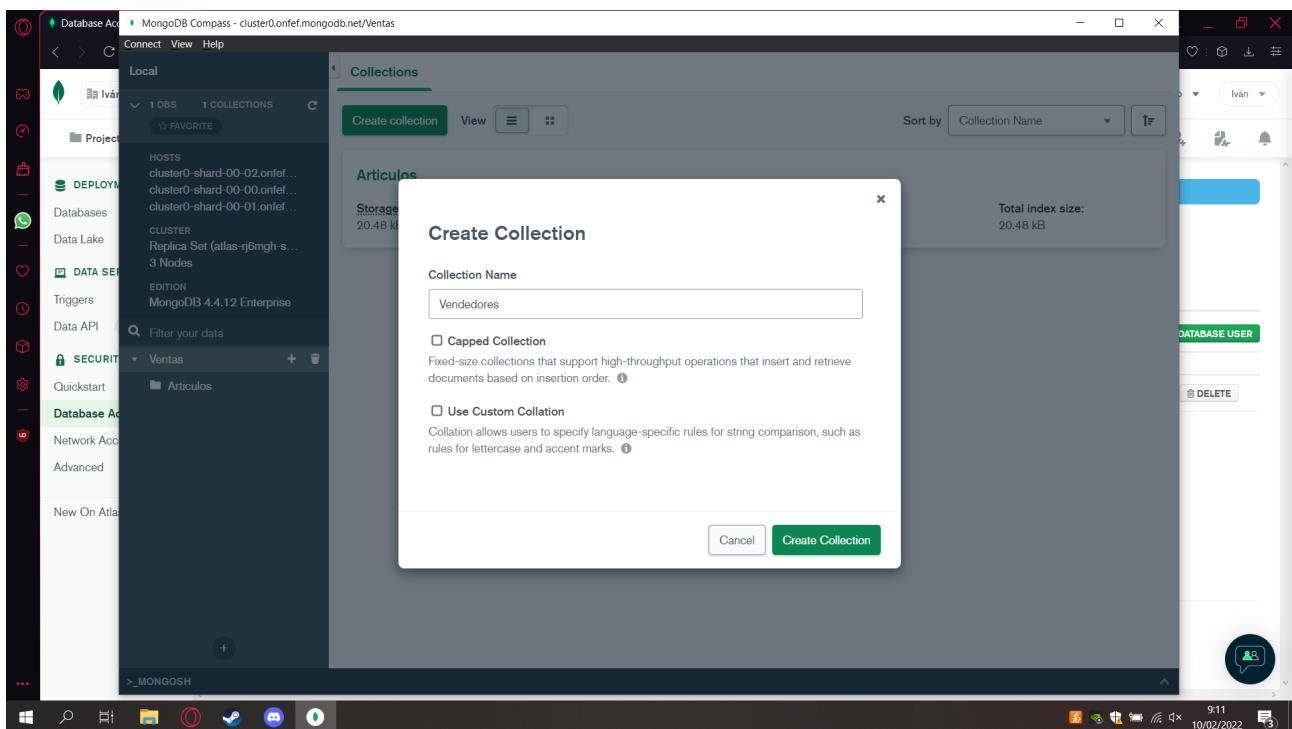 Database Acc
MongoDB Compass - cluster0.onfef.mongodb.net/Ventas
Connect View Help
Local
Collections
Iván
1 DBS 1 COLLECTIONS
FAVORITE
Create collection
View
Sort by
Collection Name
Iván
Project
HOSTS
cluster0-shard-00-02.onfef...
cluster0-shard-00-00.onfef...
cluster0-shard-00-01.onfef...
CLUSTER
Replica Set (atlas-rj6mgh-s...
3 Nodes
EDITION
MongoDB 4.4.12 Enterprise
Filter your data
Ventas
Articulos
>_MONGOSH
DEPLOYM
Databases
Data Lake
DATA SER
Triggers
Data API
SECURIT
Quickstart
Database Ac
Network Acc
Advanced
New On Atlas
Articulos
Storage
20.48 kB
Total index size:
20.48 kB
Create Collection
Collection Name
Vendedores
Capped Collection
Fixed-size collections that support high-throughput operations that insert and retrieve
documents based on insertion order.
Use Custom Collation
Collation allows users to specify language-specific rules for string comparison, such as
rules for lettercase and accent marks.
Cancel
Create Collection
DATABASE USER
DELETE
9:11
10/02/2022
3